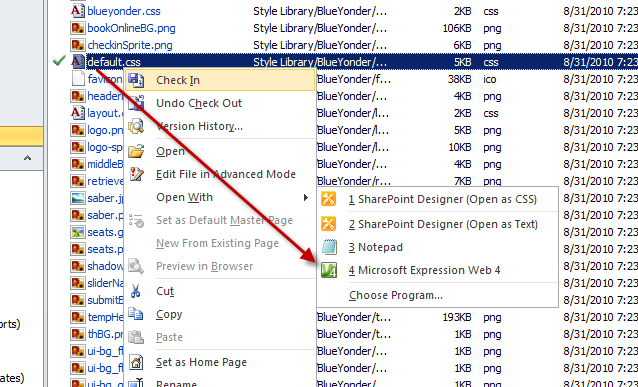 blueyonder.css Style Library/BlueYonder/... 2KB css 8/31/2010 7:23
bookOnlineBG.png Style Library/BlueYonder/... 106KB png 8/31/2010 7:23
checkinSprite.png Style Library/BlueYonder/... 6KB png 8/31/2010 7:23
default.css Style Library/BlueYonder/... 5KB css 8/31/2010 7:23
favicon Style Library/BlueYonder/f... 38KB ico 8/31/2010 7:23
header /BlueYonder/... 4KB png 8/31/2010 7:23
layout. /BlueYonder/l... 2KB css 8/31/2010 7:23
logo.pn /BlueYonder/l... 5KB png 8/31/2010 7:23
logo-sp /BlueYonder/l... 10KB png 8/31/2010 7:23
middleB /BlueYonder/... 4KB png 8/31/2010 7:23
retrieve /BlueYonder/r... 7KB png 8/31/2010 7:23
saber.jp
saber.p
seats.g
seats.p
shadow
sliderNa
submitB
tempHe /BlueYonder/t... 193KB png 8/31/2010 7:23
thBG.pr /BlueYonder/t... 1KB png 8/31/2010 7:23
ui-bg_fl /BlueYonder/... 1KB png 8/31/2010 7:23
ui-bg_fl /BlueYonder/... 1KB png 8/31/2010 7:23
ui-bg_g /BlueYonder/... 1KB png 8/31/2010 7:23
Check In
Undo Check Out
Version History...
Open
Edit File in Advanced Mode
Open With
Set as Default Master Page
New From Existing Page
Preview in Browser
Cut
Copy
Paste
Set as Home Page
Rename
1 SharePoint Designer (Open as CSS)
2 SharePoint Designer (Open as Text)
3 Notepad
4 Microsoft Expression Web 4
Choose Program...
8/31/2010 7:23
8/31/2010 7:23
8/31/2010 7:23
8/31/2010 7:23
8/31/2010 7:23
8/31/2010 7:23
8/31/2010 7:23
orts)
ates)